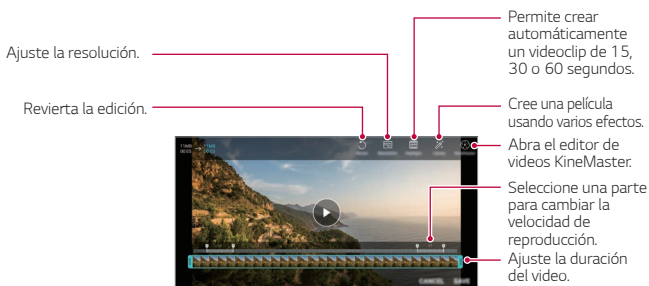 Permite crear
automáticamente
un videoclip de 15,
30 o 60 segundos.
Ajuste la resolución.
Revierta la edición.
Cree una película
usando varios efectos.
Abra el editor de
videos KineMaster.
Seleccione una parte
para cambiar la
velocidad de
reproducción.
Ajuste la duración
del video.
CANCEL SAVE